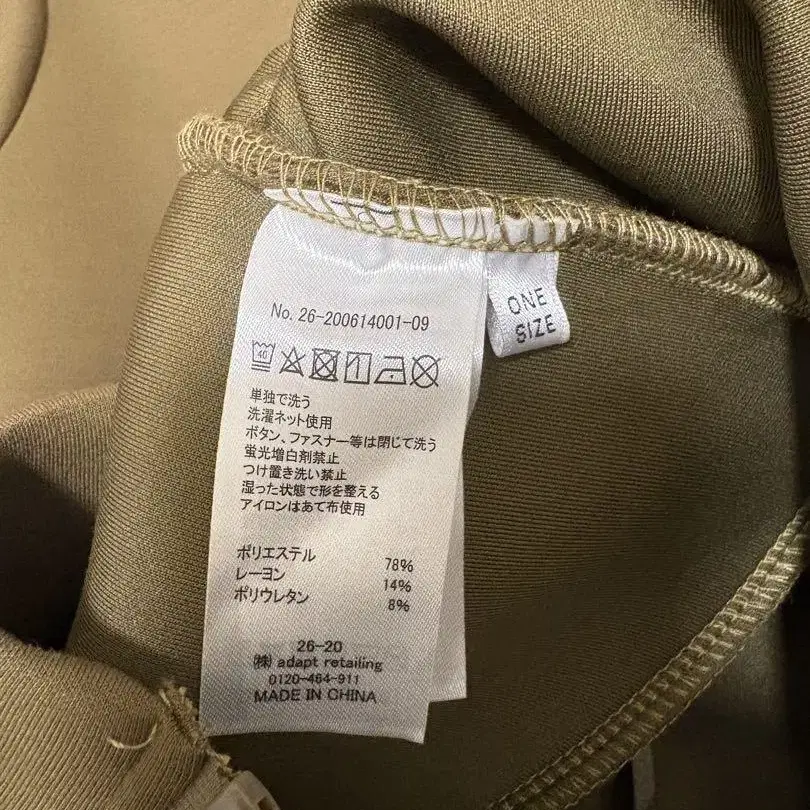 No. 26-200614001-09
40
単独で洗う
洗濯ネット使用
ボタン、ファスナー等は閉じて洗う
蛍光増白剤禁止
つけ置き洗い禁止
湿った状態で形を整える
アイロンはあて布使用
ポリエステル 78%
レーヨン 14%
ポリウレタン 8%
26-20
㈱ adapt retailing
0120-464-911
MADE IN CHINA
ONE
SIZE